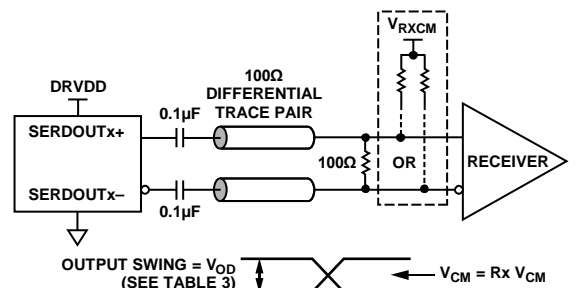 V_RXCM
DRVDD
100Ω
DIFFERENTIAL
TRACE PAIR
0.1µF
SERDOUTx+
100Ω
OR
RECEIVER
SERDOUTx–
0.1µF
OUTPUT SWING = V_OD
(SEE TABLE 3)
V_CM = Rx V_CM